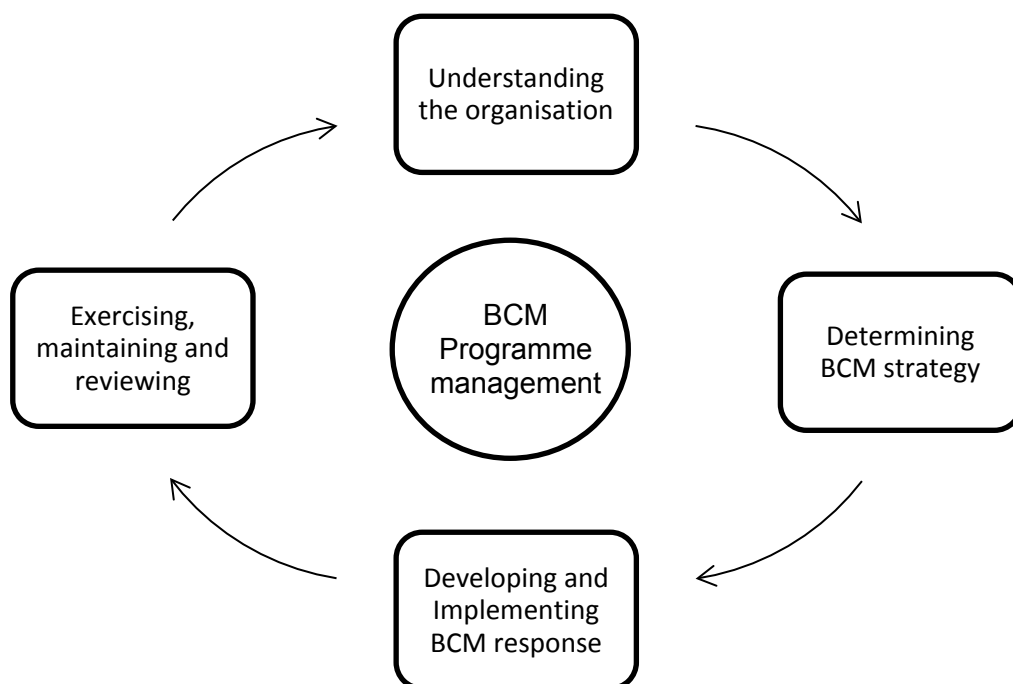 Understanding
the organisation
Exercising,
maintaining and
reviewing
BCM
Programme
management
Determining
BCM strategy
Developing and
Implementing
BCM response